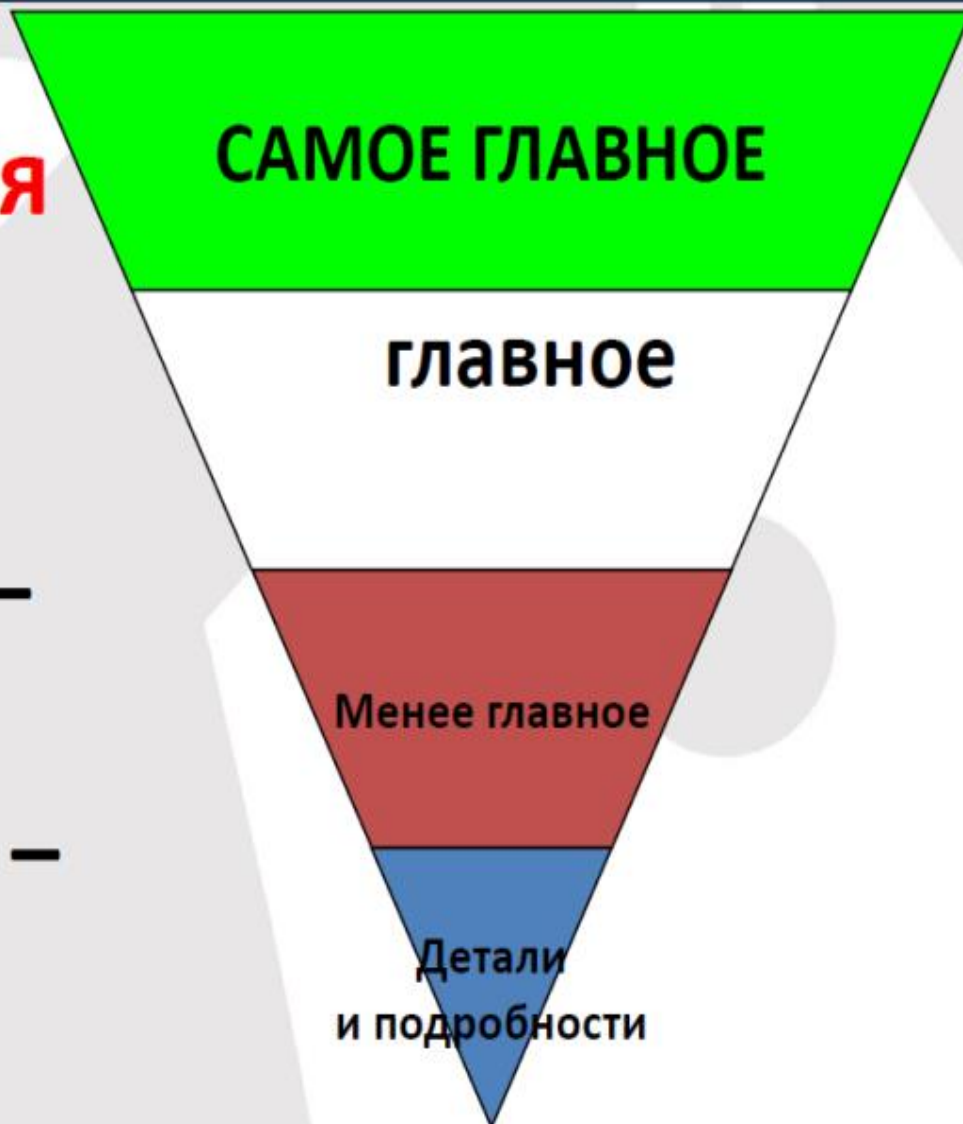 САМОЕ ГЛАВНОЕ
я
главное
–
Менее главное
–
Детали
и подробности